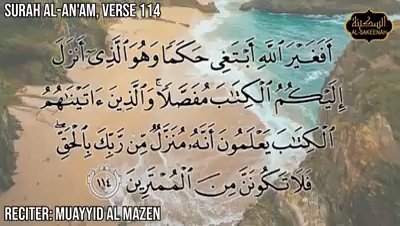 SURAH AL-AN'AM, VERSE 114
السكينة
AL-SAKEENAH
أَفَغَيْرَ ٱللَّهِ أَبْتَغِى حَكَمًا وَهُوَ ٱلَّذِىٓ أَنزَلَ
إِلَيْكُمُ ٱلْكِتَٰبَ مُفَصَّلًا ۚ وَٱلَّذِينَ ءَاتَيْنَٰهُمُ
ٱلْكِتَٰبَ يَعْلَمُونَ أَنَّهُۥ مُنَزَّلٌ مِّن رَّبِّكَ بِٱلْحَقِّ ۖ
فَلَا تَكُونَنَّ مِنَ ٱلْمُمْتَرِينَ ١١٤
RECITER: MUAYYID AL MAZEN